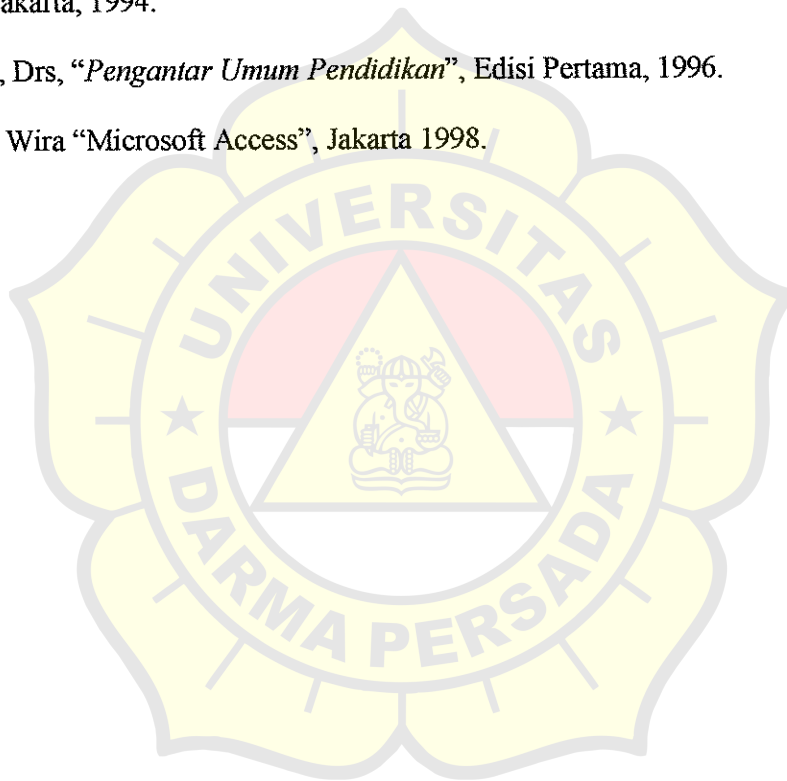 akarta, 1994.
, Drs, “Pengantar Umum Pendidikan”, Edisi Pertama, 1996.
Wira “Microsoft Access”, Jakarta 1998.
UNIVERSITAS
DARMA PERSADA